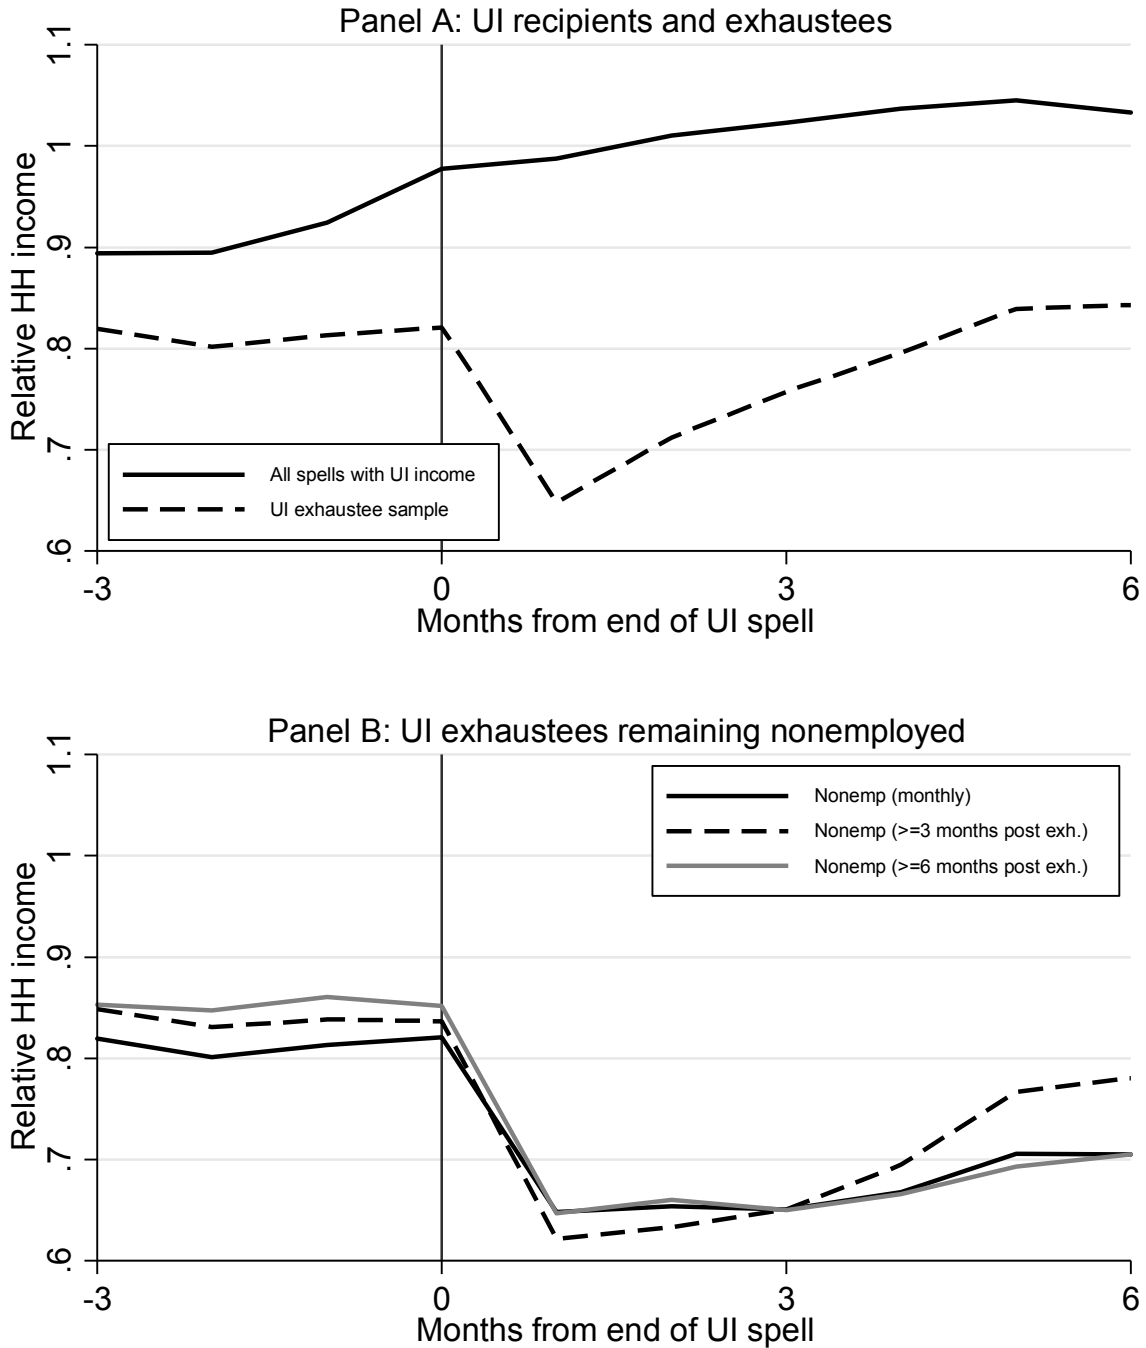 Panel A: UI recipients and exhaustees
1.1
1
.9
.8
.7
.6
Relative HH income
All spells with UI income
UI exhaustee sample
-3
0
3
6
Months from end of UI spell
Panel B: UI exhaustees remaining nonemployed
1.1
1
.9
.8
.7
.6
Relative HH income
Nonemp (monthly)
Nonemp (>=3 months post exh.)
Nonemp (>=6 months post exh.)
-3
0
3
6
Months from end of UI spell